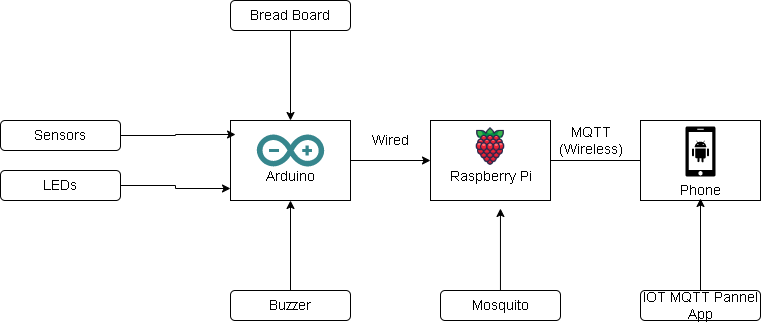 Bread Board
Sensors
LEDs
Arduino
Wired
Raspberry Pi
MQTT
(Wireless)
Phone
Buzzer
Mosquito
IOT MQTT Pannel
App